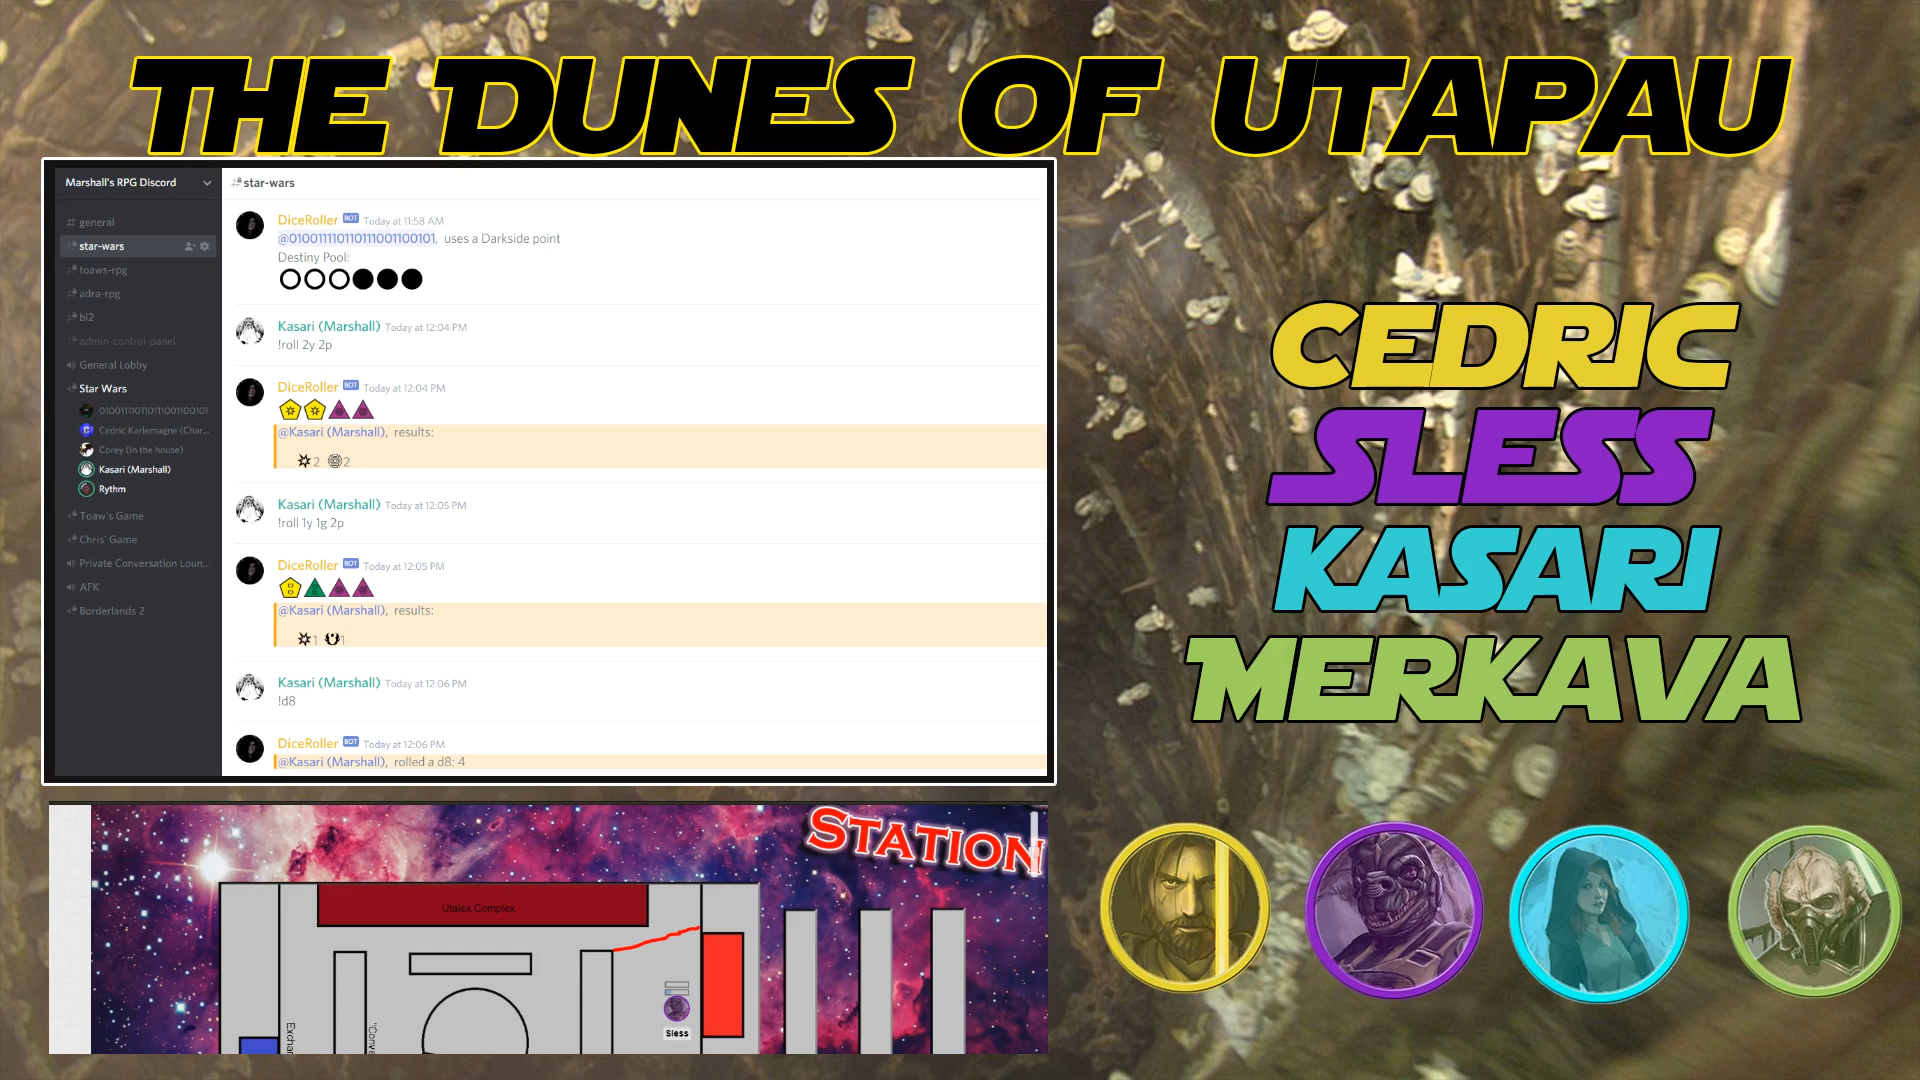 THE DUNES OF UTAPAU
Marshall's RPG Discord
# general
star-wars
toaws-rpg
adra-rpg
bl2
admin-control-panel
General Lobby
Star Wars
Cedric Karlemagne (Char...
Corey (In the house)
Kasari (Marshall)
Rythm
Toaw's Game
Chris' Game
Private Conversation Loun...
AFK
Borderlands 2
star-wars
DiceRoller BOT Today at 11:58 AM
uses a Darkside point
Destiny Pool:
Kasari (Marshall) Today at 12:04 PM
!roll 2y 2p
DiceRoller BOT Today at 12:04 PM
@Kasari (Marshall), results:
2 2
Kasari (Marshall) Today at 12:05 PM
!roll 1y 1g 2p
DiceRoller BOT Today at 12:05 PM
@Kasari (Marshall), results:
1 1
Kasari (Marshall) Today at 12:06 PM
!d8
DiceRoller BOT Today at 12:06 PM
@Kasari (Marshall), rolled a d8: 4
CEDRIC
SLESS
KASARI
MERKAVA
STATION
Utalex Complex
Sless
Exchan
"Conve